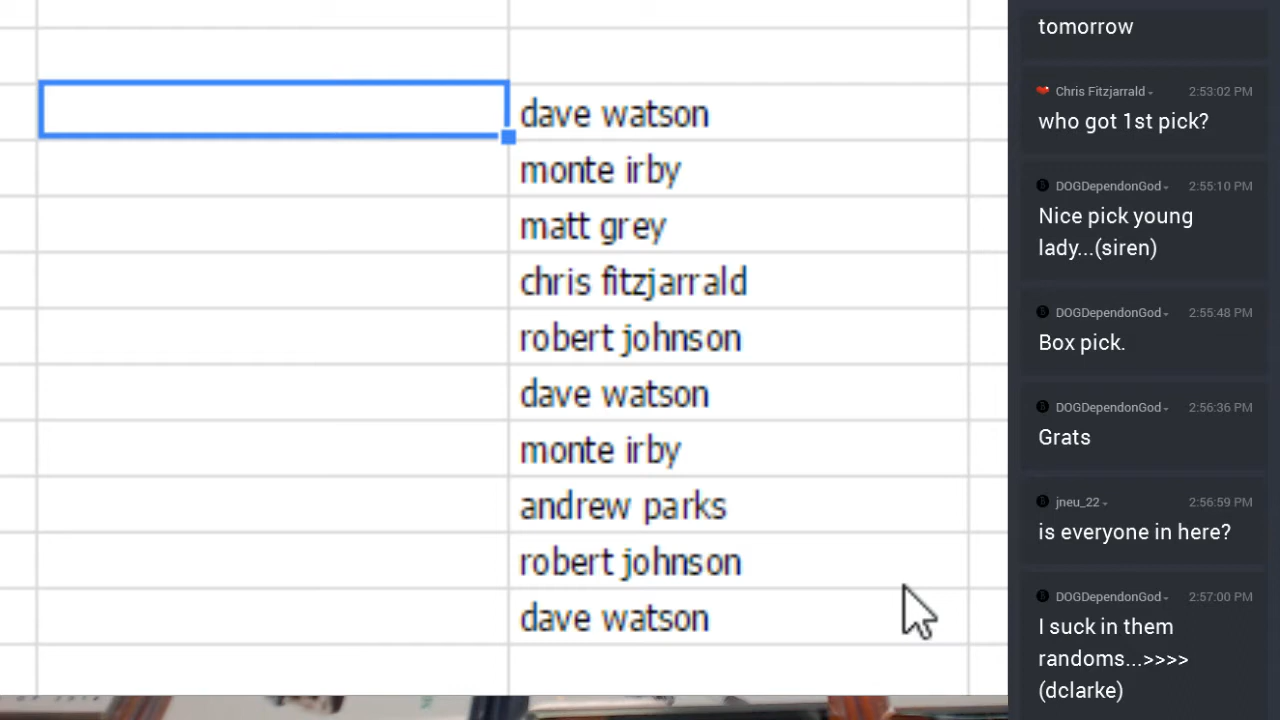 dave watson
monte irby
matt grey
chris fitzjarrald
robert johnson
dave watson
monte irby
andrew parks
robert johnson
dave watson
tomorrow
Chris Fitzjarrald 2:53:02 PM
who got 1st pick?
DOGDependonGod 2:55:10 PM
Nice pick young
lady...(siren)
DOGDependonGod 2:55:48 PM
Box pick.
DOGDependonGod 2:56:36 PM
Grats
jneu_22 2:56:59 PM
is everyone in here?
DOGDependonGod 2:57:00 PM
I suck in them
randoms...>>>>
(dclarke)